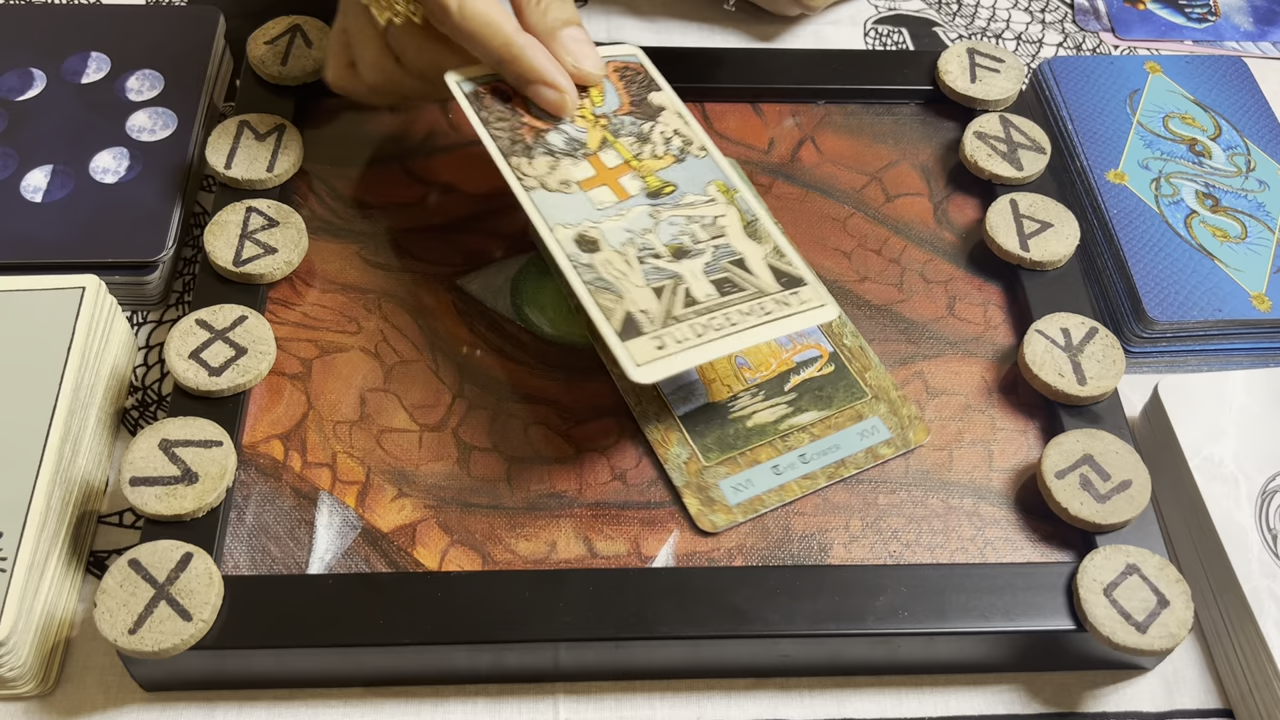 ᛏ
ᛖ
ᛒ
ᛊ
ᚷ
JUDGEMENT.
XVI The Tower XVI
ᚨ
ᛞ
ᚦ
ᛉ
ᛃ
ᛜ